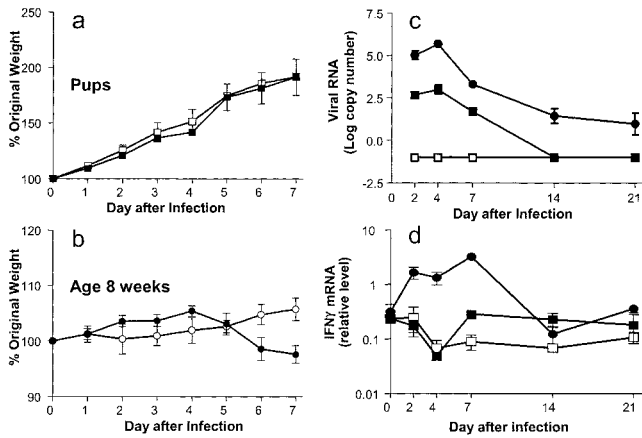 a
250
200
150
100
% Original Weight
Pups
0 1 2 3 4 5 6 7
Day after Infection
b
120
110
100
90
% Original Weight
Age 8 weeks
0 1 2 3 4 5 6 7
Day after Infection
c
7.5
5.0
2.5
0.0
-2.5
Viral RNA
(Log copy number)
0 2 4 7 14 21
Day after Infection
d
10
1
0.1
0.01
IFNγ mRNA
(relative level)
0 2 4 7 14 21
Day after infection